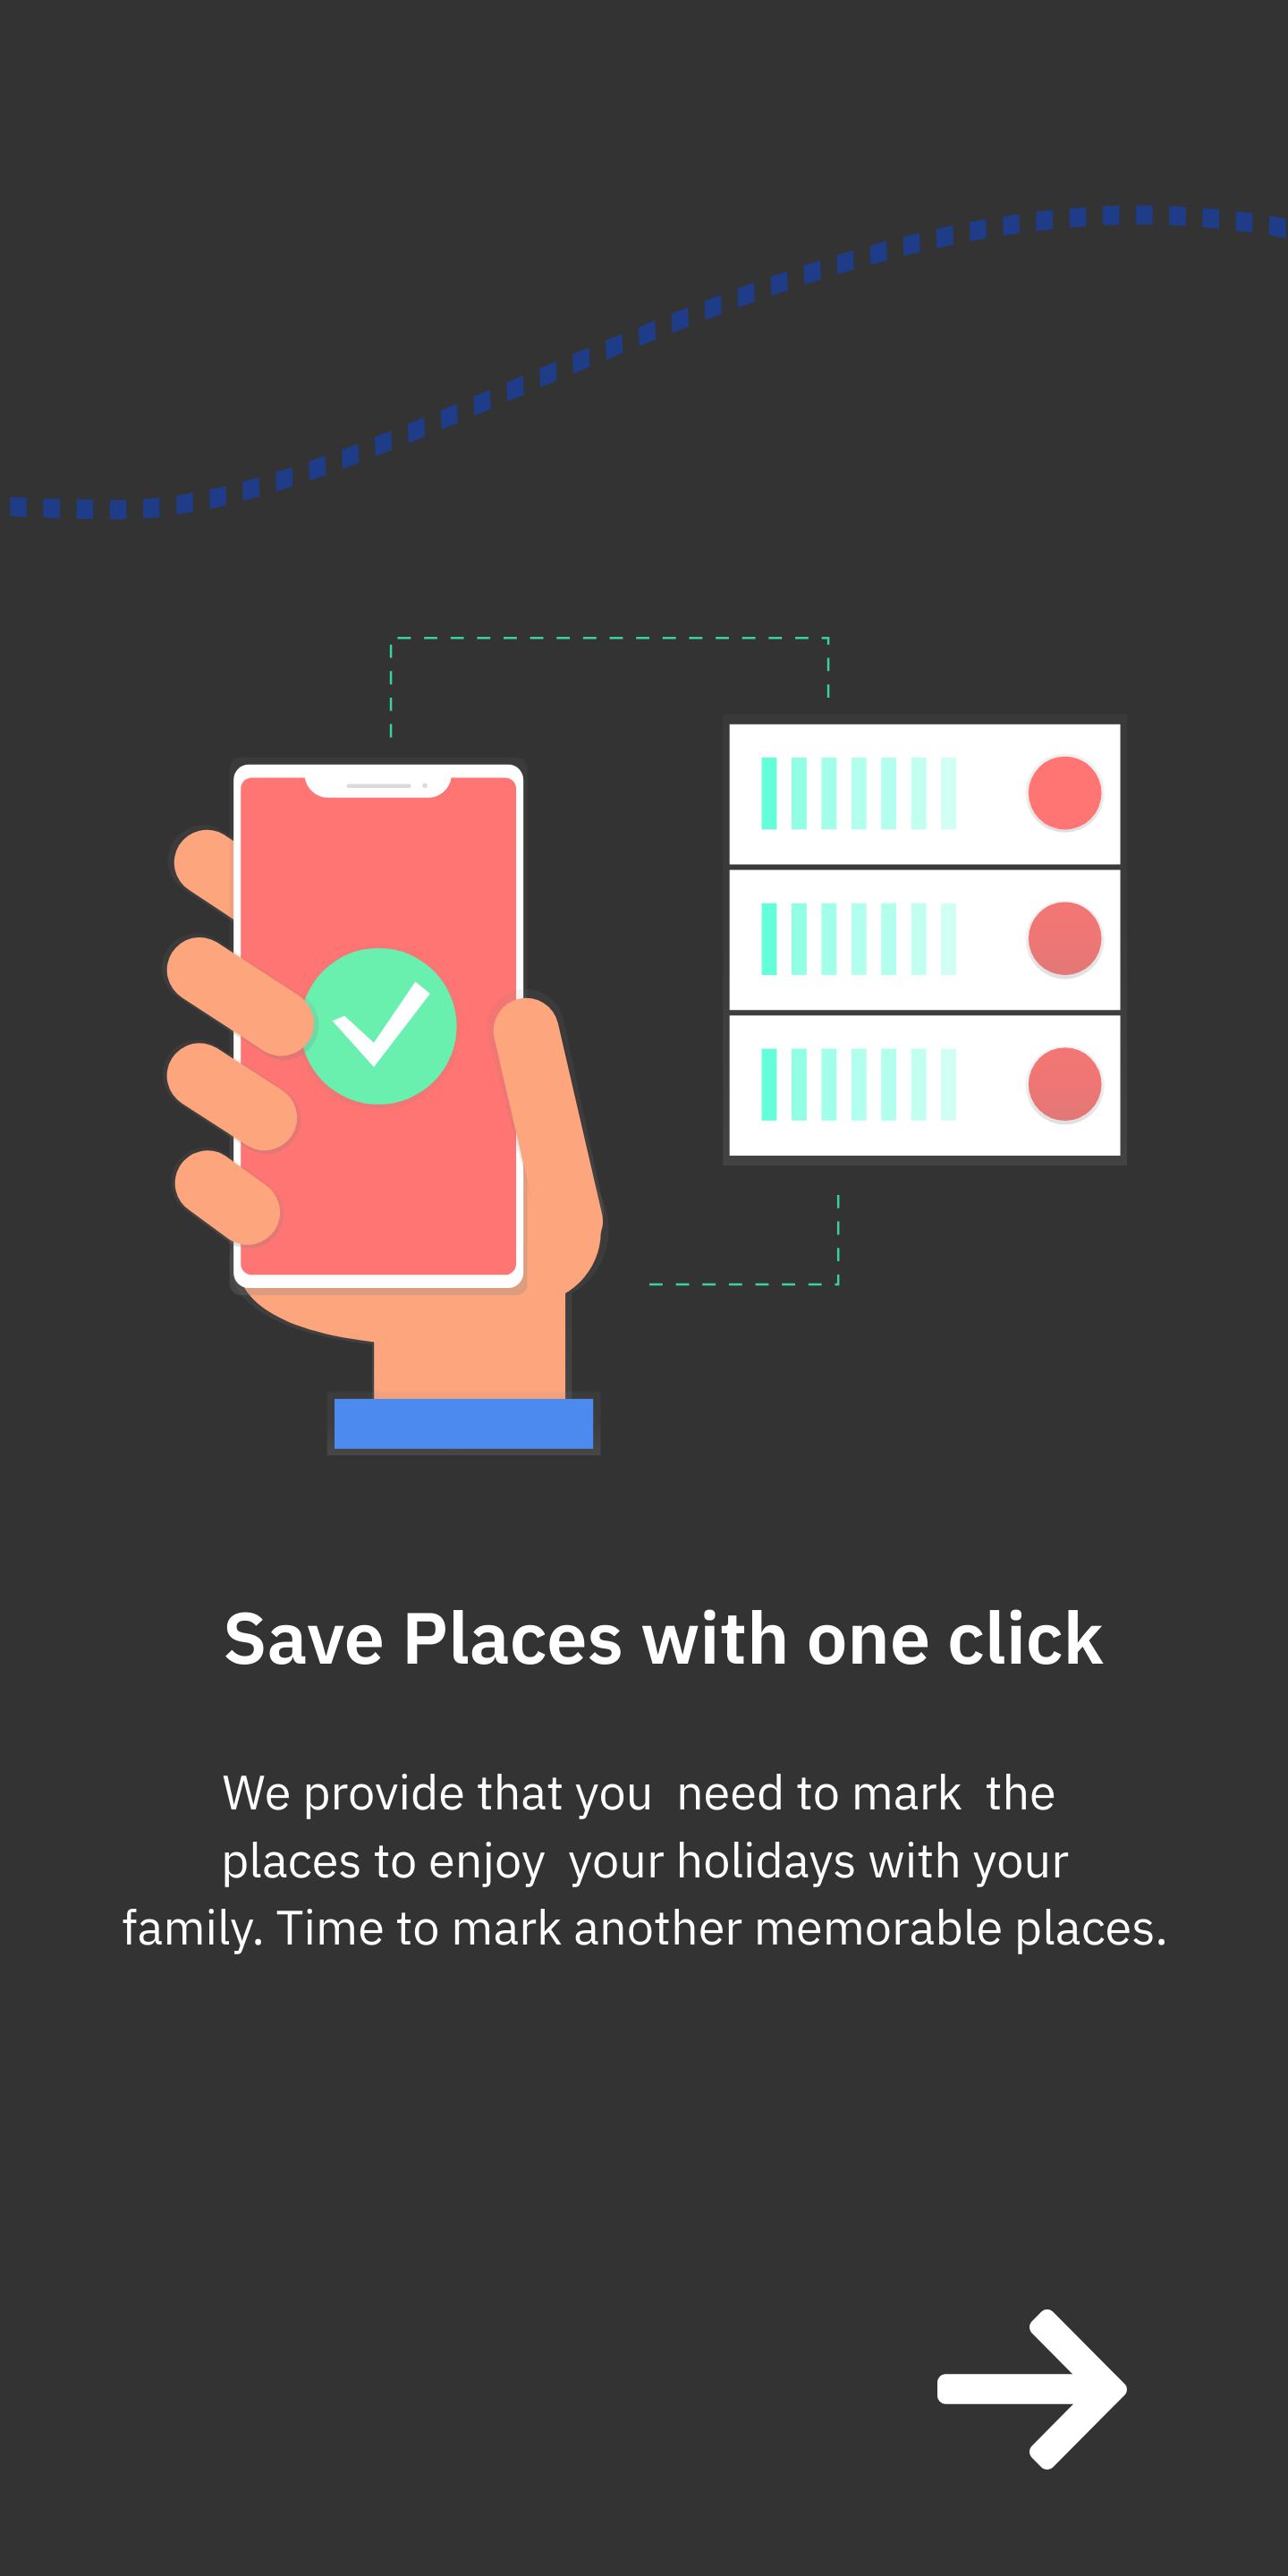 Save Places with one click
We provide that you  need to mark  the
places to enjoy  your holidays with your
family. Time to mark another memorable places.